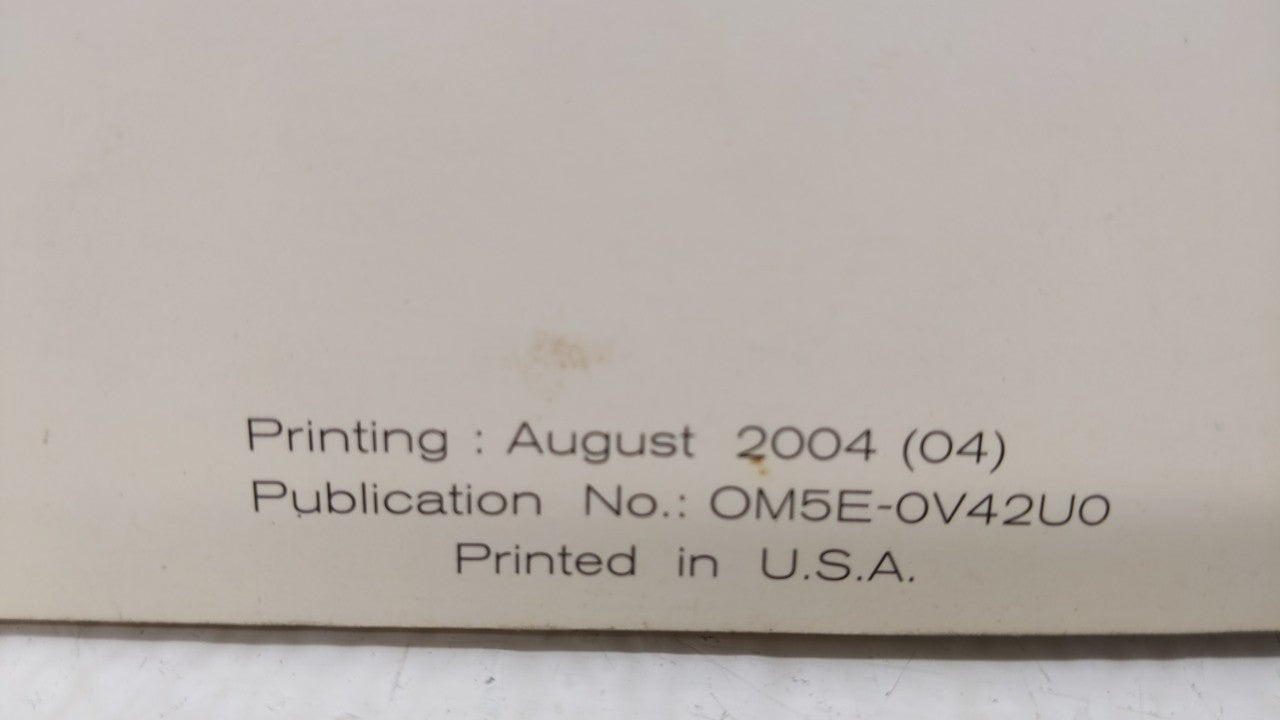 Printing : August 2004 (04)
Publication No.: OM5E-0V42U0
Printed in U.S.A.